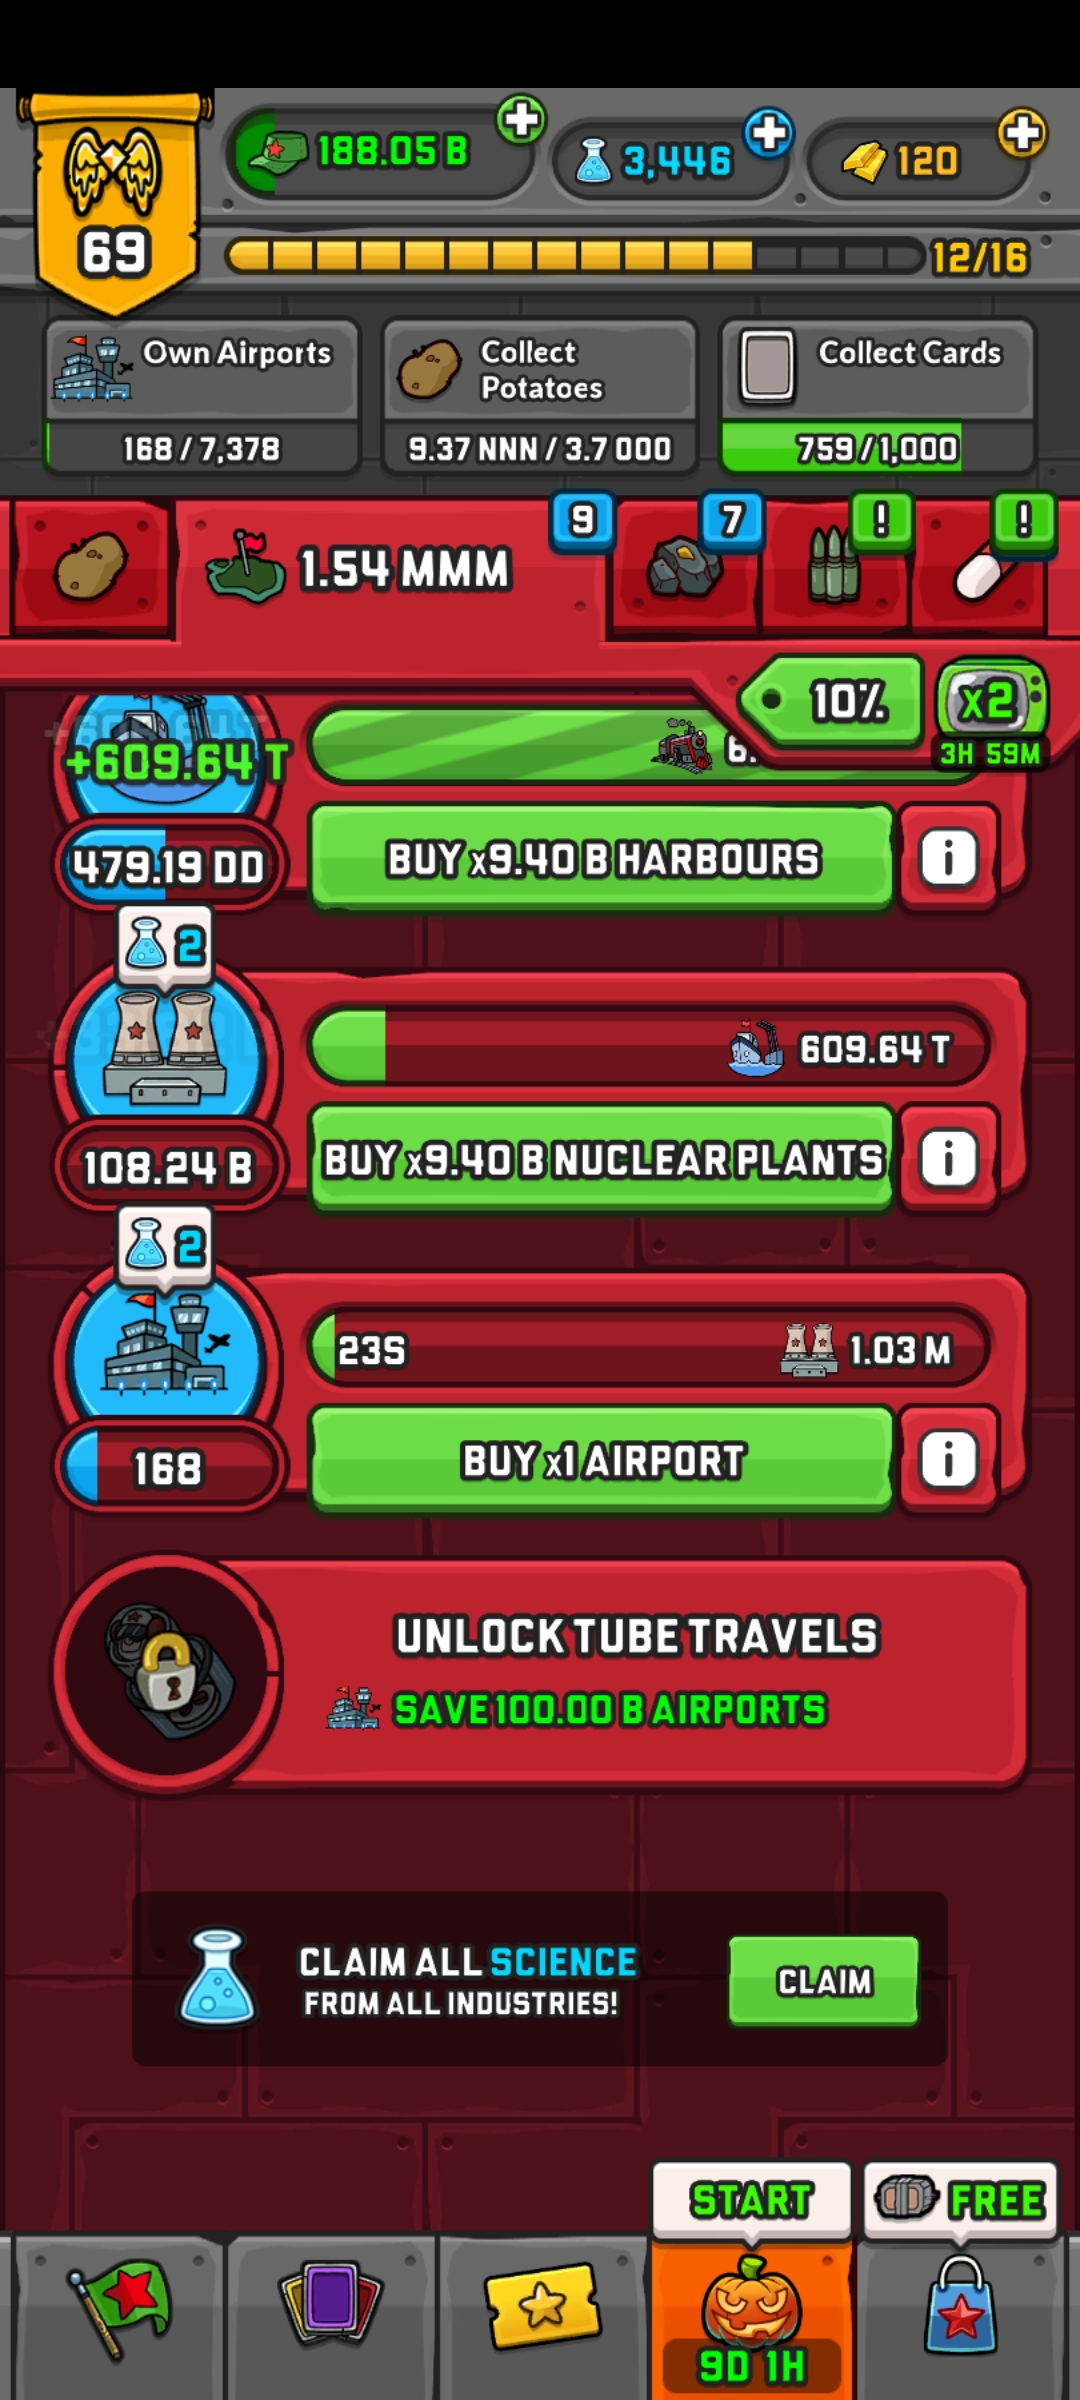 188.05 B
3,446
120
69
12/16
Own Airports
168 / 7,378
Collect
Potatoes
9.37 NNN / 3.7 OOO
Collect Cards
759/1,000
1.54 MMM
9
7
!
!
10%
x2
3H 59M
+609.64 T
6.
479.19 DD
BUY x9.40 B HARBOURS
i
2
609.64 T
108.24 B
BUY x9.40 B NUCLEAR PLANTS
i
2
23S
1.03 M
168
BUY x1 AIRPORT
i
UNLOCK TUBE TRAVELS
SAVE 100.00 B AIRPORTS
CLAIM ALL SCIENCE
FROM ALL INDUSTRIES!
CLAIM
START
FREE
9D 1H